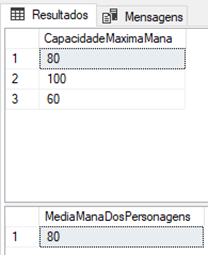 Resultados Mensagens
CapacidadeMaximaMana
1 80
2 100
3 60
MediaManaDosPersonagens
1 80